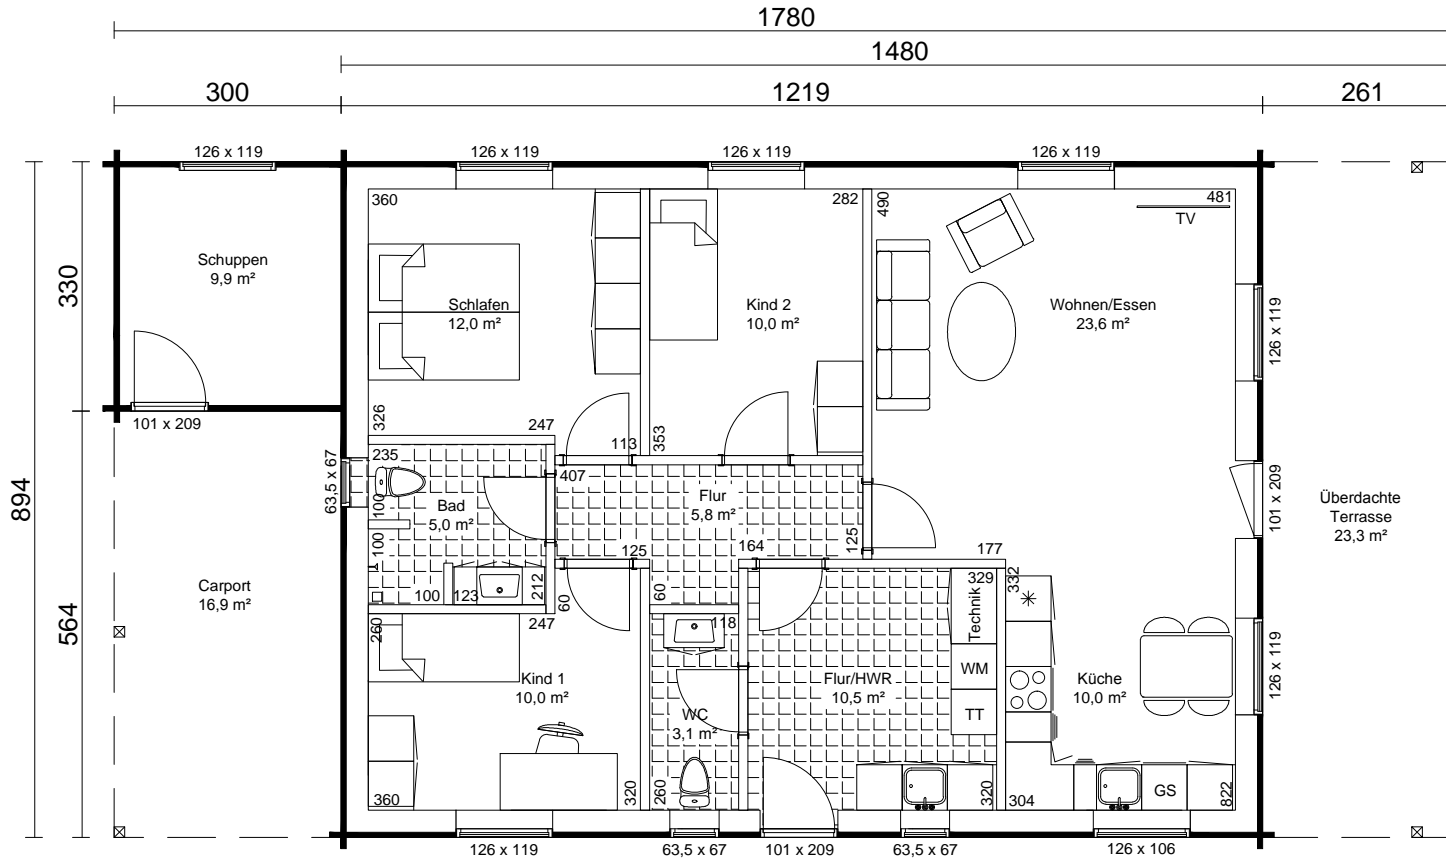 1780
1480
300
1219
261
126 x 119
126 x 119
126 x 119
126 x 119
360
282
490
481
TV
Schuppen
9,9 m²
330
Schlafen
12,0 m²
Kind 2
10,0 m²
Wohnen/Essen
23,6 m²
126 x 119
101 x 209
326
247
113
353
235
407
63,5 x 67
894
100
Bad
5,0 m²
Flur
5,8 m²
101 x 209
Überdachte
Terrasse
23,3 m²
100
125
164
125
177
Carport
16,9 m²
100
123
212
60
60
329
332
Technik
564
260
247
118
WM
126 x 119
Kind 1
10,0 m²
Flur/HWR
10,5 m²
Küche
10,0 m²
WC
3,1 m²
TT
360
320
260
320
304
GS
822
126 x 119
63,5 x 67
101 x 209
63,5 x 67
126 x 106